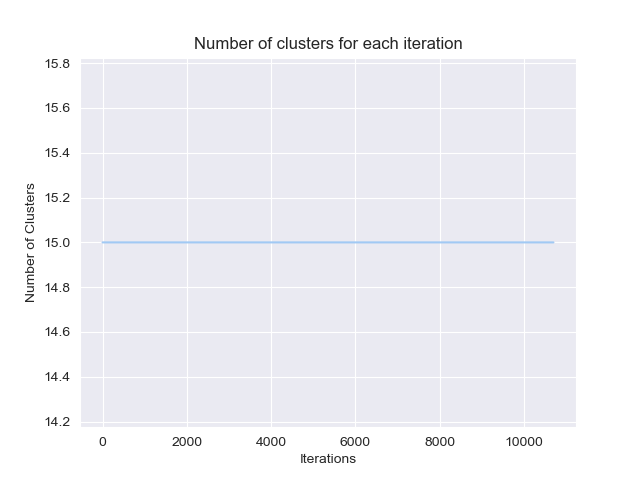 Number of clusters for each iteration
15.8
15.6
15.4
15.2
15.0
14.8
14.6
14.4
14.2
Number of Clusters
0 2000 4000 6000 8000 10000
Iterations